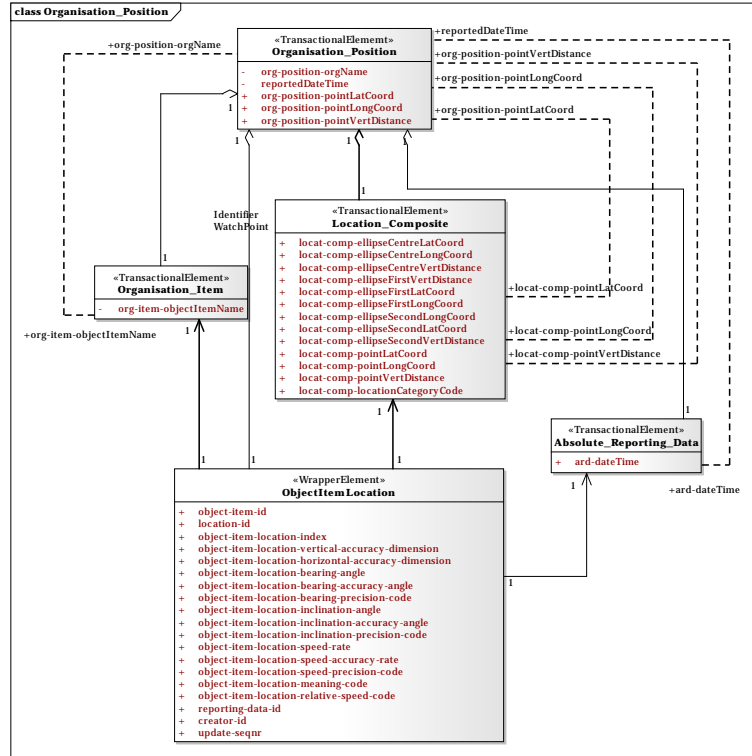 class Organisation_Position
«TransactionalElememt»
Organisation_Position
- org-position-orgName
- reportedDateTime
+ org-position-pointLatCoord
+ org-position-pointLongCoord
+ org-position-pointVertDistance
+org-position-orgName
+reportedDateTime
+org-position-pointVertDistance
+org-position-pointLongCoord
+org-position-pointLatCoord
1
1
1
1
1
Identifier
WatchPoint
«TransactionalElement»
Location_Composite
+ locat-comp-ellipseCentreLatCoord
+ locat-comp-ellipseCentreLongCoord
+ locat-comp-ellipseCentreVertDistance
+ locat-comp-ellipseFirstVertDistance
+ locat-comp-ellipseFirstLatCoord
+ locat-comp-ellipseFirstLongCoord
+ locat-comp-ellipseSecondLongCoord
+ locat-comp-ellipseSecondLatCoord
+ locat-comp-ellipseSecondVertDistance
+ locat-comp-pointLatCoord
+ locat-comp-pointLongCoord
+ locat-comp-pointVertDistance
+ locat-comp-locationCategoryCode
+locat-comp-pointLatCoord
+locat-comp-pointLongCoord
+locat-comp-pointVertDistance
1
«TransactionalElement»
Organisation_Item
- org-item-objectItemName
+org-item-objectItemName
1
1
1
«TransactionalElement»
Absolute_Reporting_Data
+ ard-dateTime
+ard-dateTime
1
1
1
1
1
«WrapperElement»
ObjectItemLocation
+ object-item-id
+ location-id
+ object-item-location-index
+ object-item-location-vertical-accuracy-dimension
+ object-item-location-horizontal-accuracy-dimension
+ object-item-location-bearing-angle
+ object-item-location-bearing-accuracy-angle
+ object-item-location-bearing-precision-code
+ object-item-location-inclination-angle
+ object-item-location-inclination-accuracy-angle
+ object-item-location-inclination-precision-code
+ object-item-location-speed-rate
+ object-item-location-speed-accuracy-rate
+ object-item-location-speed-precision-code
+ object-item-location-meaning-code
+ object-item-location-relative-speed-code
+ reporting-data-id
+ creator-id
+ update-seqnr
1